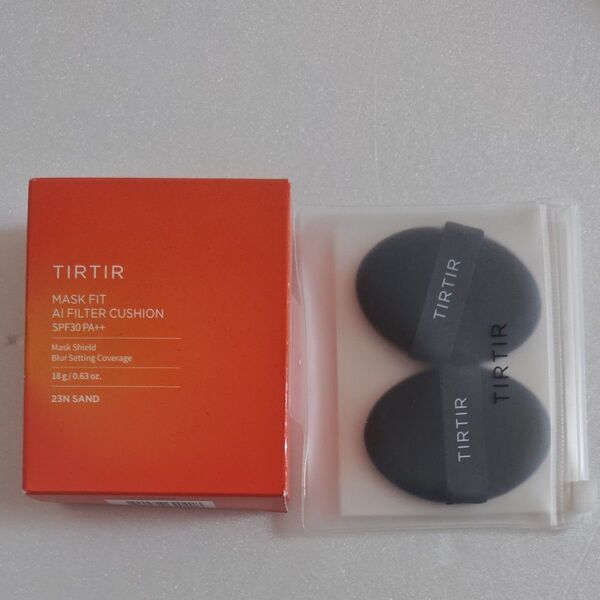 TIRTIR
MASK FIT
AI FILTER CUSHION
SPF30 PA++
Mask Shield
Blur Setting Coverage
18 g / 0.63 oz.
23N SAND
TIRTIR
TIRTIR
TIRTIR